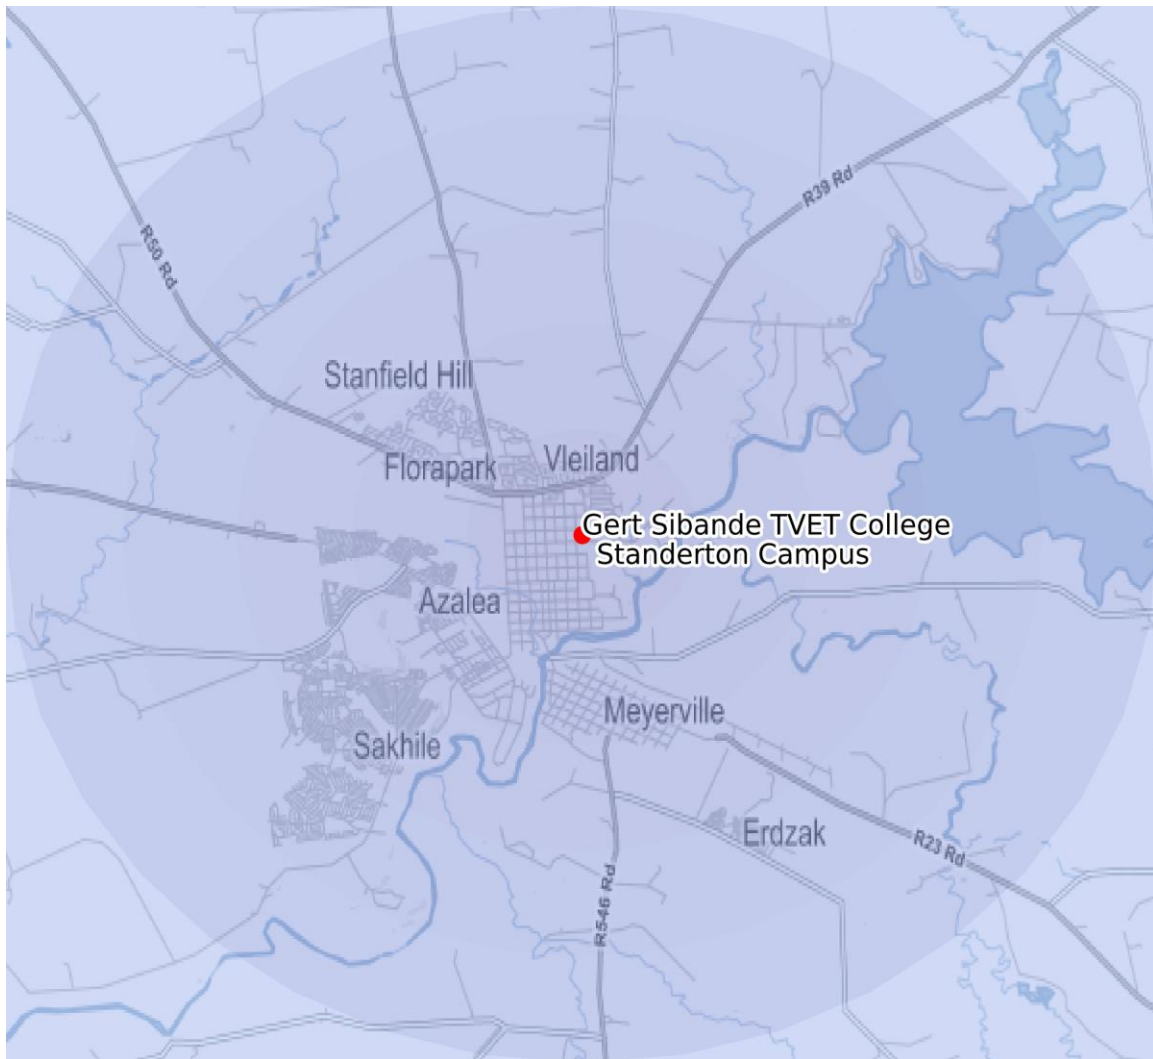 R39 Rd
R50 Rd
Stanfield Hill
Vleiland
Florapark
Gert Sibande TVET College
Standerton Campus
Azalea
Meyerville
Sakhile
Erdzak
R23 Rd
R546 Rd